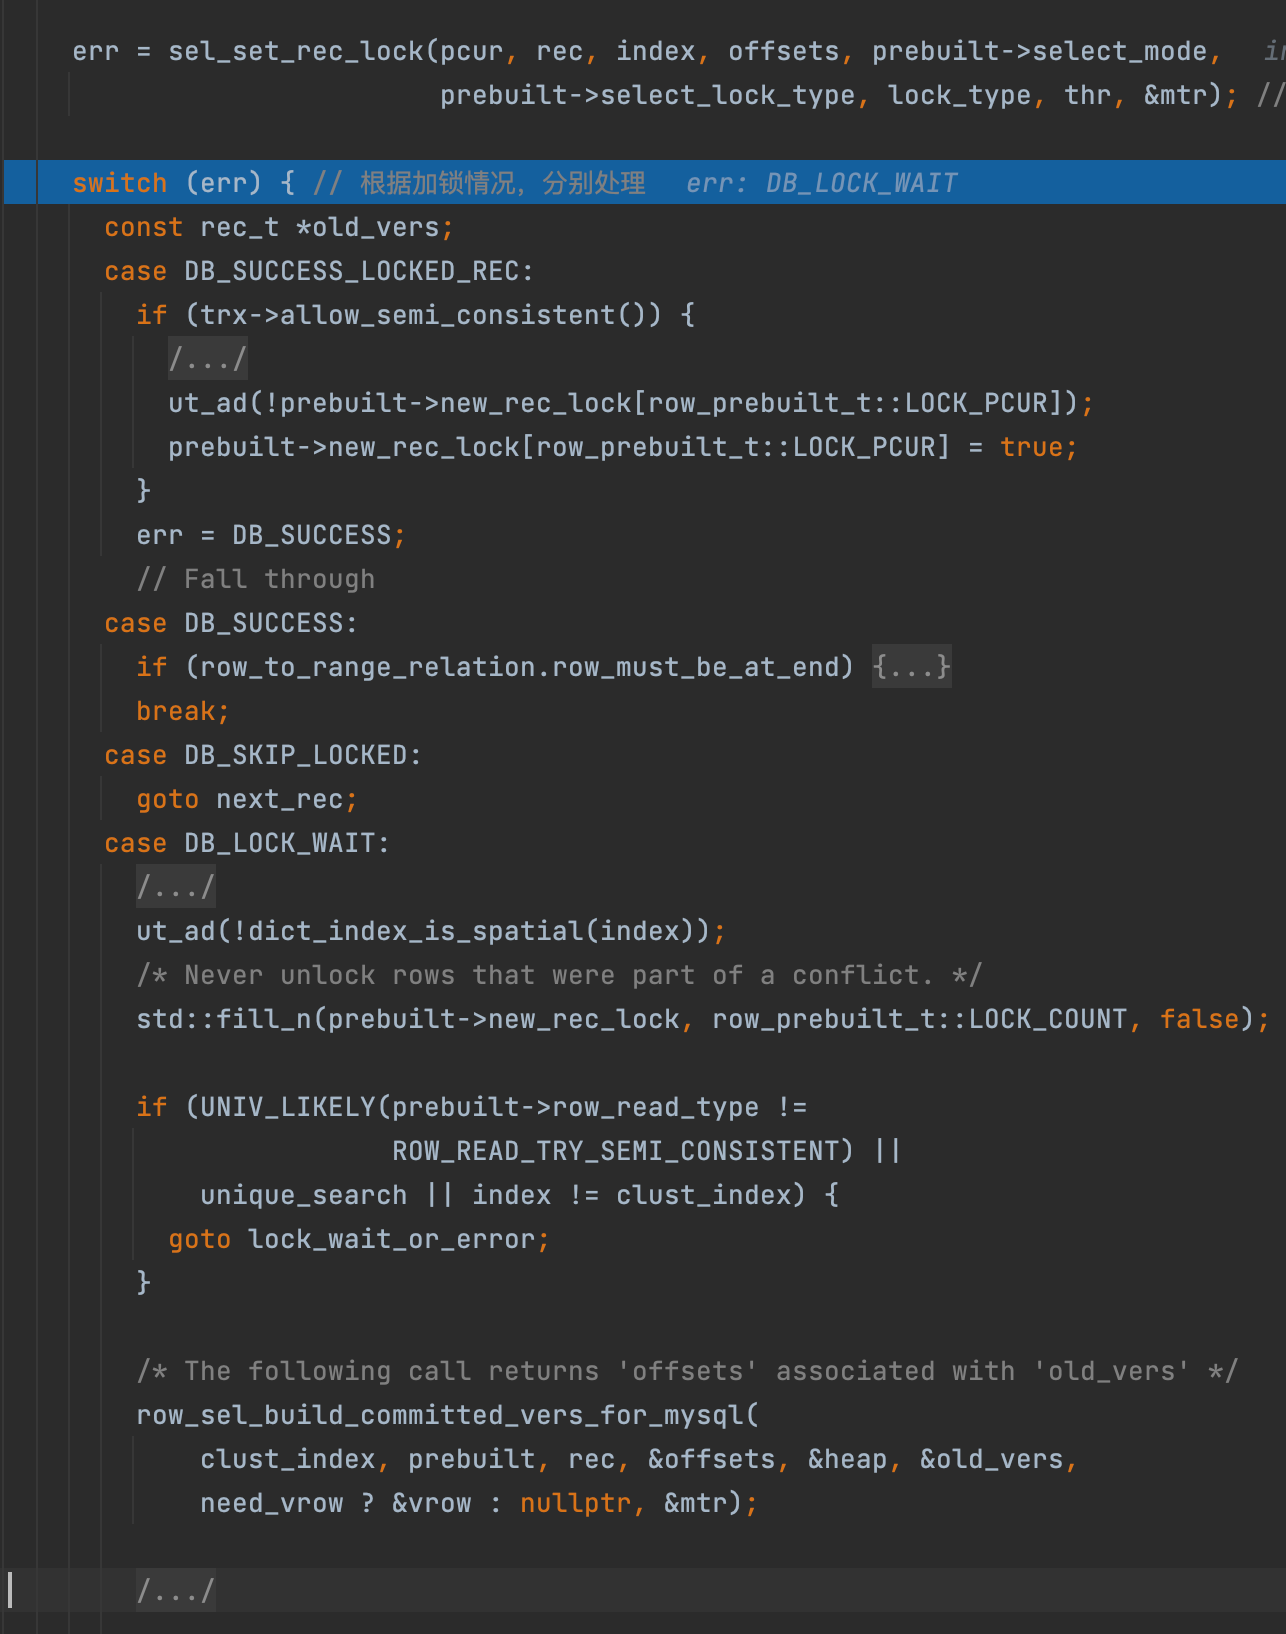 err = sel_set_rec_lock(pcur, rec, index, offsets, prebuilt->select_mode,
prebuilt->select_lock_type, lock_type, thr, &mtr); //
switch (err) { // 根据加锁情况，分别处理 err: DB_LOCK_WAIT
const rec_t *old_vers;
case DB_SUCCESS_LOCKED_REC:
if (trx->allow_semi_consistent()) {
/.../
ut_ad(!prebuilt->new_rec_lock[row_prebuilt_t::LOCK_PCUR]);
prebuilt->new_rec_lock[row_prebuilt_t::LOCK_PCUR] = true;
}
err = DB_SUCCESS;
// Fall through
case DB_SUCCESS:
if (row_to_range_relation.row_must_be_at_end) {...}
break;
case DB_SKIP_LOCKED:
goto next_rec;
case DB_LOCK_WAIT:
/.../
ut_ad(!dict_index_is_spatial(index));
/* Never unlock rows that were part of a conflict. */
std::fill_n(prebuilt->new_rec_lock, row_prebuilt_t::LOCK_COUNT, false);
if (UNIV_LIKELY(prebuilt->row_read_type !=
ROW_READ_TRY_SEMI_CONSISTENT) ||
unique_search || index != clust_index) {
goto lock_wait_or_error;
}
/* The following call returns 'offsets' associated with 'old_vers' */
row_sel_build_committed_vers_for_mysql(
clust_index, prebuilt, rec, &offsets, &heap, &old_vers,
need_vrow ? &vrow : nullptr, &mtr);
/.../